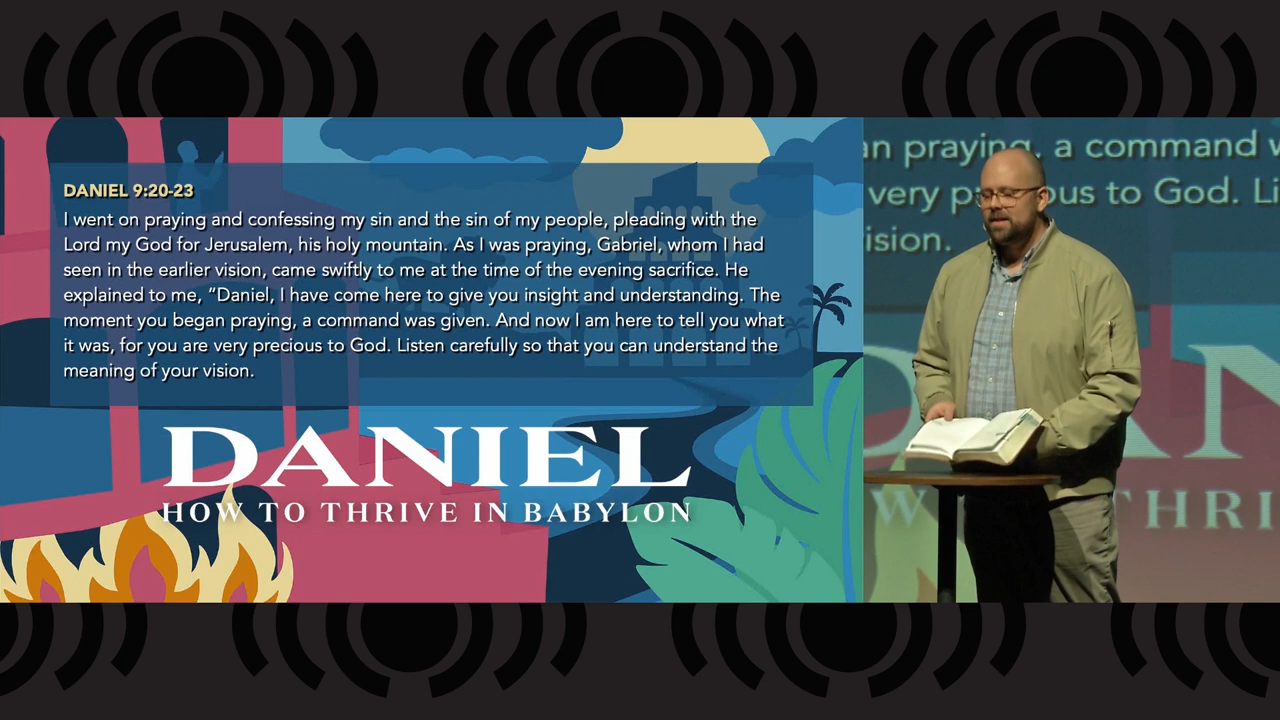 DANIEL 9:20-23
I went on praying and confessing my sin and the sin of my people, pleading with the
Lord my God for Jerusalem, his holy mountain. As I was praying, Gabriel, whom I had
seen in the earlier vision, came swiftly to me at the time of the evening sacrifice. He
explained to me, “Daniel, I have come here to give you insight and understanding. The
moment you began praying, a command was given. And now I am here to tell you what
it was, for you are very precious to God. Listen carefully so that you can understand the
meaning of your vision.
DANIEL
HOW TO THRIVE IN BABYLON
an praying, a command w
very precious to God. Li
ision.